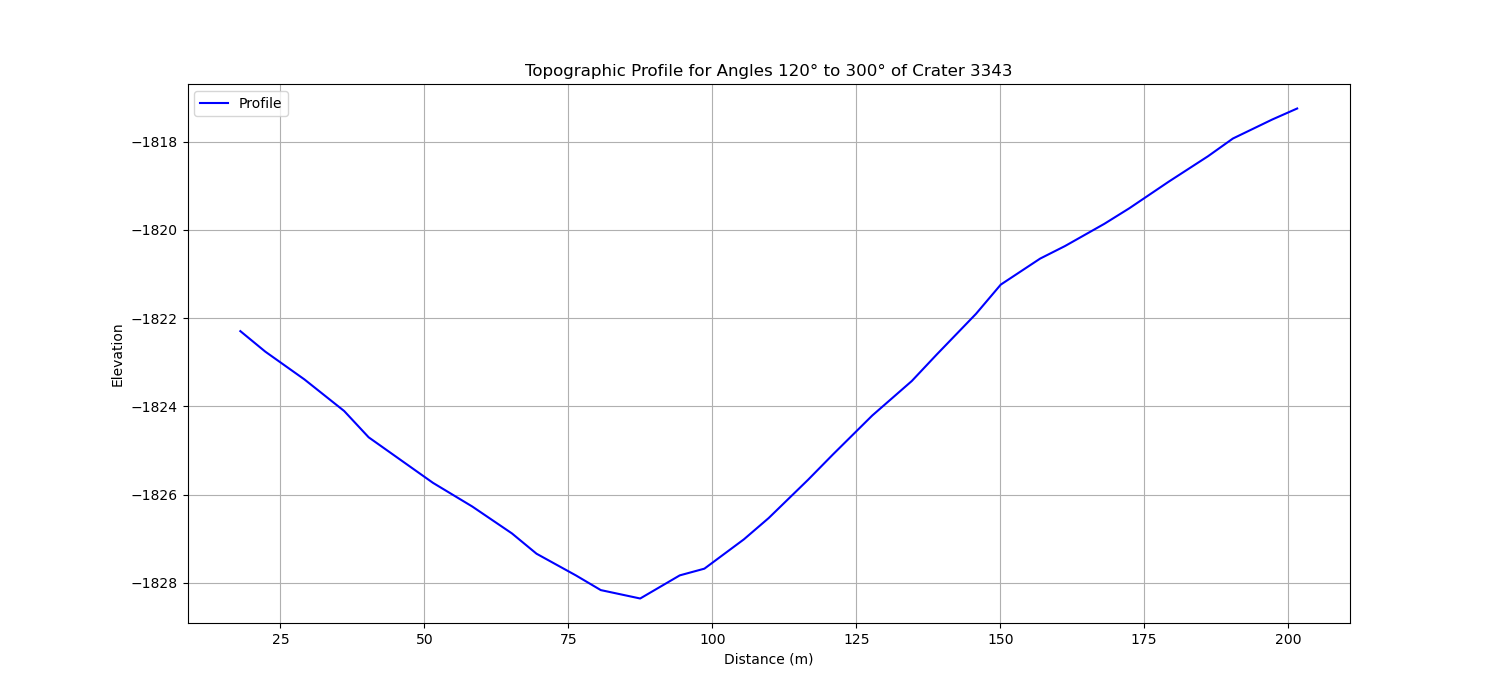 Topographic Profile for Angles 120° to 300° of Crater 3343
Profile
−1818
−1820
−1822
−1824
−1826
−1828
Elevation
25 50 75 100 125 150 175 200
Distance (m)